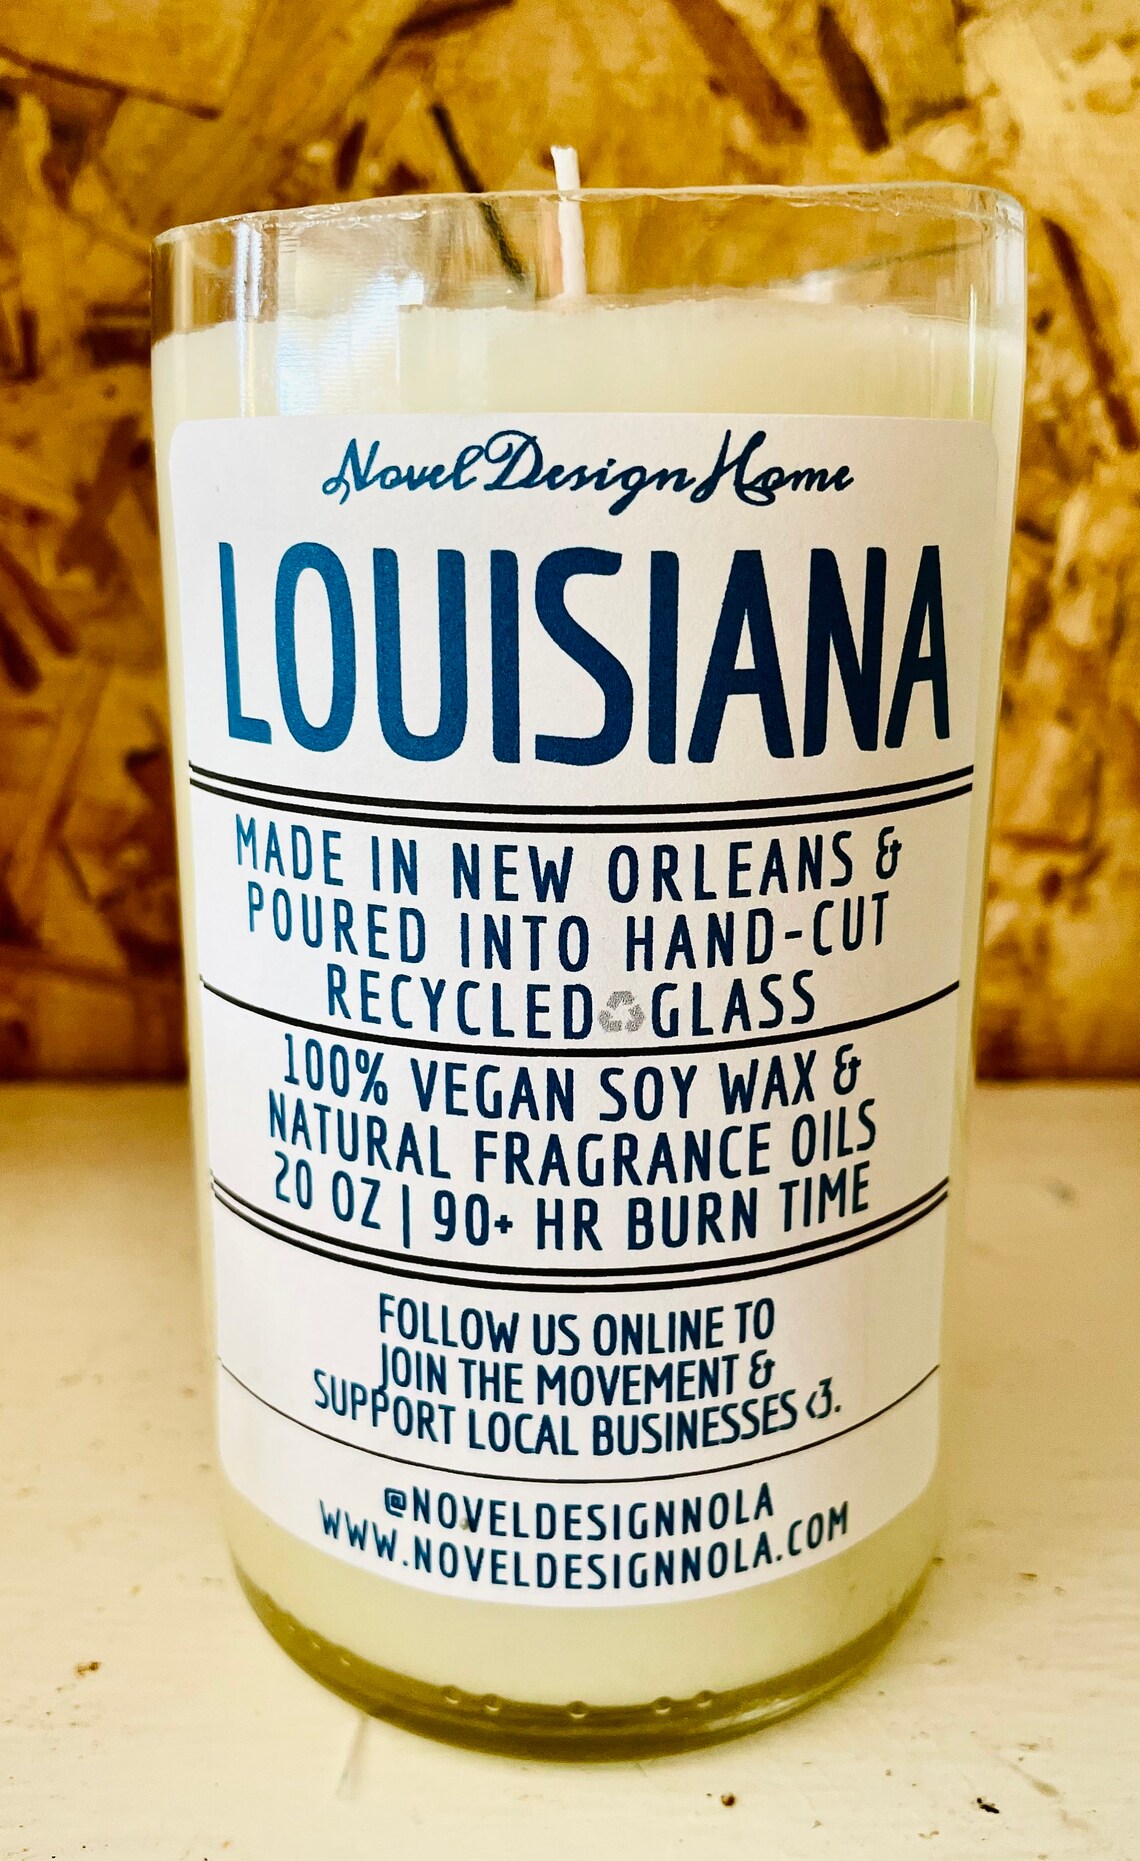 Novel Design Home
LOUISIANA
MADE IN NEW ORLEANS &
POURED INTO HAND-CUT
RECYCLED♻GLASS
100% VEGAN SOY WAX &
NATURAL FRAGRANCE OILS
20 OZ | 90+ HR BURN TIME
FOLLOW US ONLINE TO
JOIN THE MOVEMENT &
SUPPORT LOCAL BUSINESSES <3.
@NOVELDESIGNNOLA
WWW.NOVELDESIGNNOLA.COM